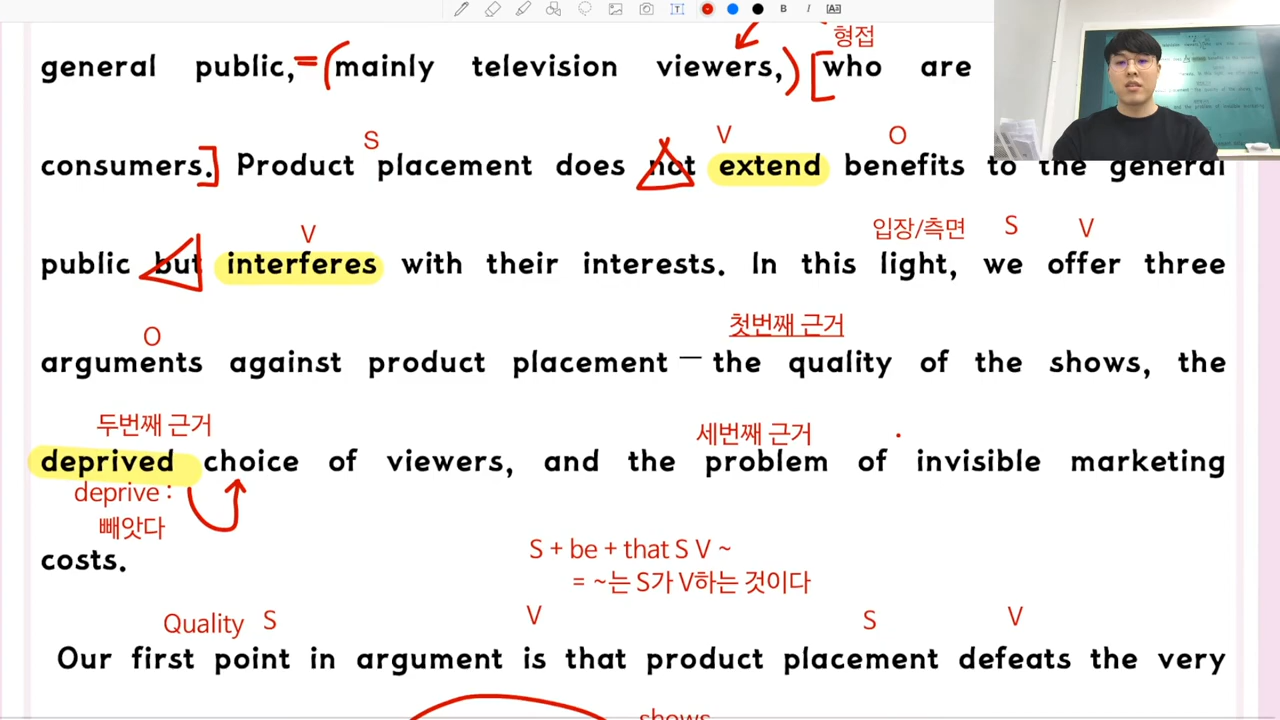 B I
형접
general public,=(mainly television viewers,)[who are
S V O
consumers.] Product placement does not extend benefits to the general
V 입장/측면 S V
public but interferes with their interests. In this light, we offer three
O 첫번째 근거
arguments against product placement — the quality of the shows, the
두번째 근거 세번째 근거
deprived choice of viewers, and the problem of invisible marketing
deprive :
빼앗다
costs.
S + be + that S V ~
= ~는 S가 V하는 것이다
Quality S V S V
Our first point in argument is that product placement defeats the very
shows